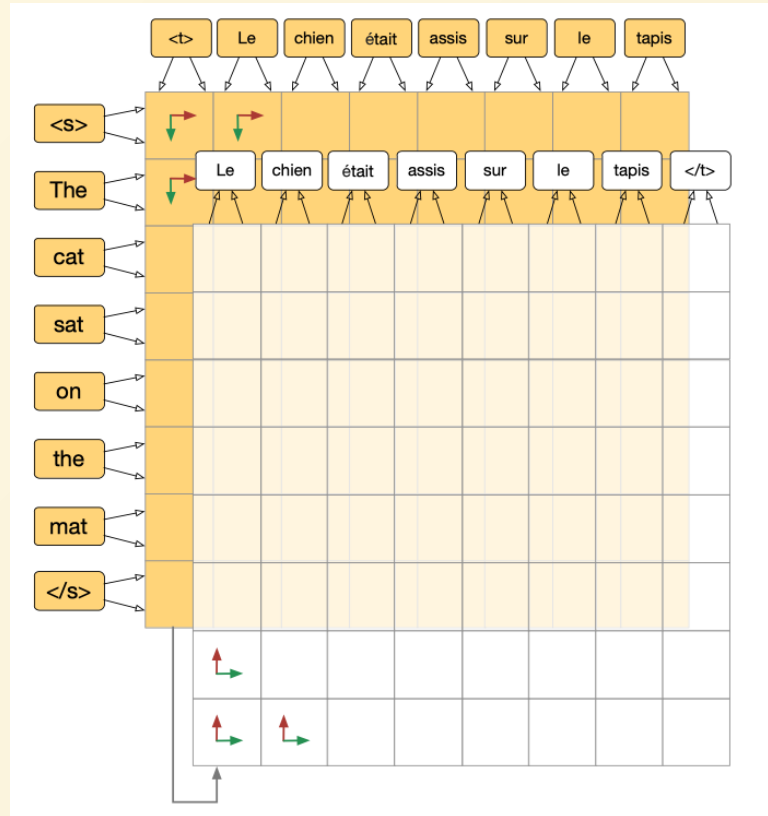 <t> Le chien était assis sur le tapis
<s>
The
Le chien était assis sur le tapis </t>
cat
sat
on
the
mat
</s>